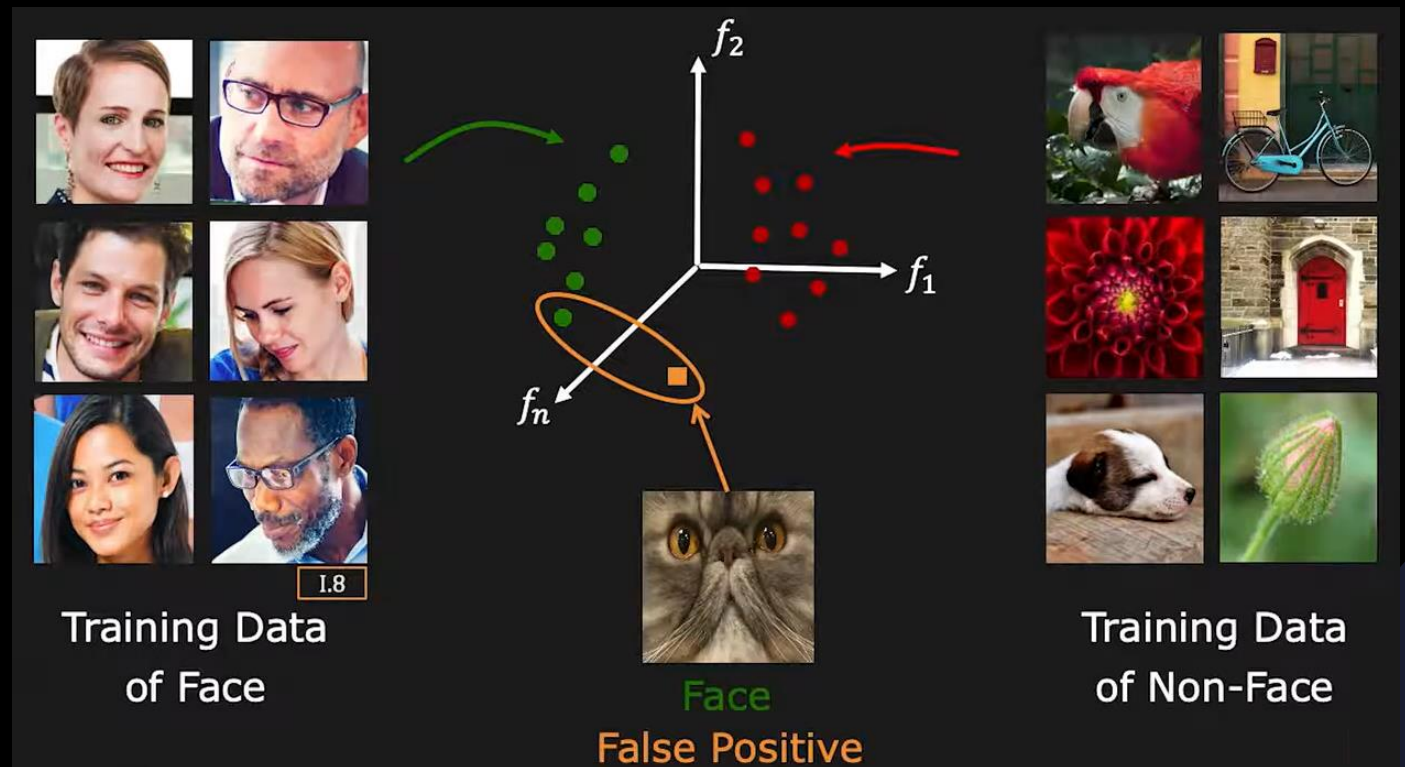 f₂
f₁
fₙ
I.8
Training Data
of Face
Face
False Positive
Training Data
of Non-Face